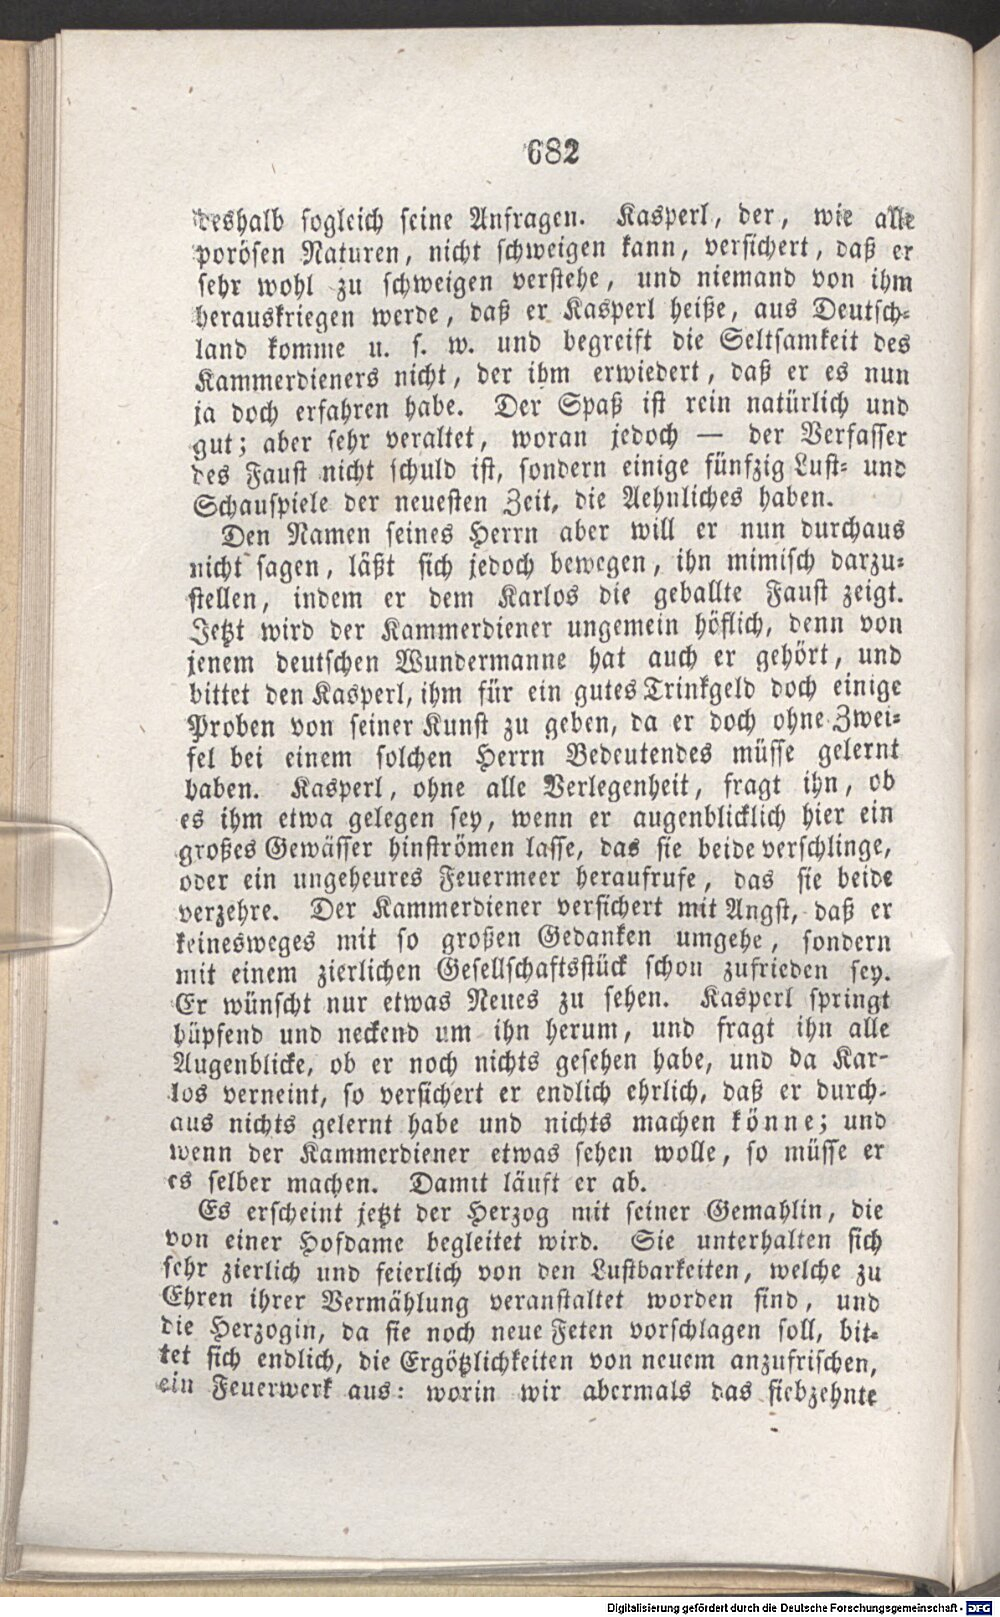 682
deshalb sogleich seine Anfragen. Kasperl, der, wie alle
porösen Naturen, nicht schweigen kann, versichert, daß er
sehr wohl zu schweigen verstehe, und niemand von ihm
herauskriegen werde, daß er Kasperl heiße, aus Deutsch-
land komme u. s. w. und begreift die Seltsamkeit des
Kammerdieners nicht, der ihm erwiedert, daß er es nun
ja doch erfahren habe. Der Spaß ist rein natürlich und
gut; aber sehr veraltet, woran jedoch — der Verfasser
des Faust nicht schuld ist, sondern einige fünfzig Lust- und
Schauspiele der neuesten Zeit, die Aehnliches haben.
Den Namen seines Herrn aber will er nun durchaus
nicht sagen, läßt sich jedoch bewegen, ihn mimisch darzu-
stellen, indem er dem Karlos die geballte Faust zeigt.
Jetzt wird der Kammerdiener ungemein höflich, denn von
jenem deutschen Wundermanne hat auch er gehört, und
bittet den Kasperl, ihm für ein gutes Trinkgeld doch einige
Proben von seiner Kunst zu geben, da er doch ohne Zwei-
fel bei einem solchen Herrn Bedeutendes müsse gelernt
haben. Kasperl, ohne alle Verlegenheit, fragt ihn, ob
es ihm etwa gelegen sey, wenn er augenblicklich hier ein
großes Gewässer hinströmen lasse, das sie beide verschlinge,
oder ein ungeheures Feuermeer heraufrufe, das sie beide
verzehre. Der Kammerdiener versichert mit Angst, daß er
keinesweges mit so großen Gedanken umgehe, sondern
mit einem zierlichen Gesellschaftsstück schon zufrieden sey.
Er wünscht nur etwas Neues zu sehen. Kasperl springt
hüpfend und neckend um ihn herum, und fragt ihn alle
Augenblicke, ob er noch nichts gesehen habe, und da Kar-
los verneint, so versichert er endlich ehrlich, daß er durch-
aus nichts gelernt habe und nichts machen könne; und
wenn der Kammerdiener etwas sehen wolle, so müsse er
es selber machen. Damit läuft er ab.
Es erscheint jetzt der Herzog mit seiner Gemahlin, die
von einer Hofdame begleitet wird. Sie unterhalten sich
sehr zierlich und feierlich von den Lustbarkeiten, welche zu
Ehren ihrer Vermählung veranstaltet worden sind, und
die Herzogin, da sie noch neue Feten vorschlagen soll, bit-
tet sich endlich, die Ergötzlichkeiten von neuem anzufrischen,
ein Feuerwerk aus: worin wir abermals das siebzehnte
Digitalisierung gefördert durch die Deutsche Forschungsgemeinschaft - DFG